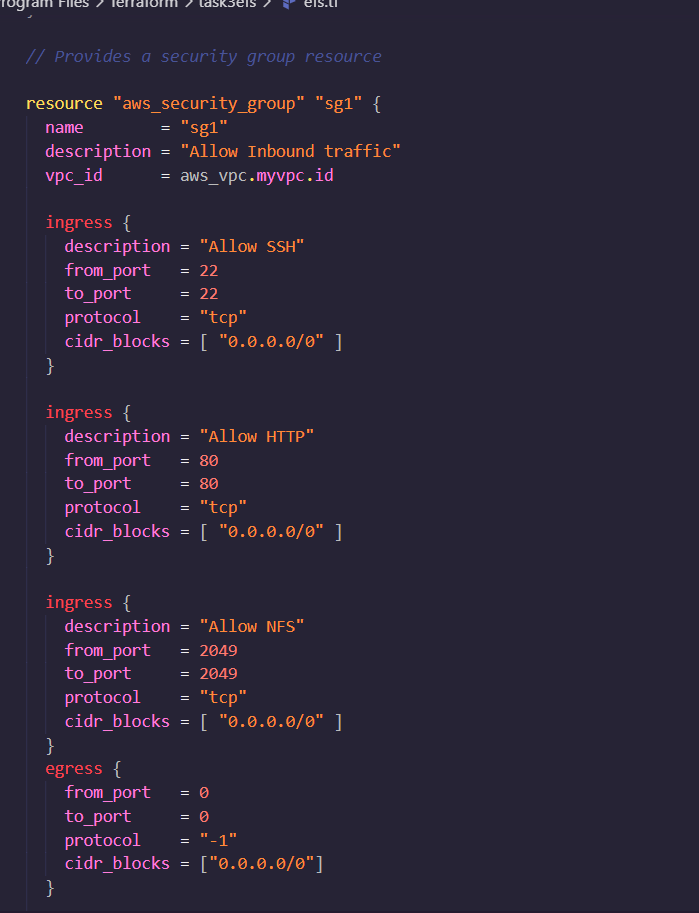 Program Files > Terraform > task3efs > efs.tf
// Provides a security group resource
resource "aws_security_group" "sg1" {
name = "sg1"
description = "Allow Inbound traffic"
vpc_id = aws_vpc.myvpc.id
ingress {
description = "Allow SSH"
from_port = 22
to_port = 22
protocol = "tcp"
cidr_blocks = [ "0.0.0.0/0" ]
}
ingress {
description = "Allow HTTP"
from_port = 80
to_port = 80
protocol = "tcp"
cidr_blocks = [ "0.0.0.0/0" ]
}
ingress {
description = "Allow NFS"
from_port = 2049
to_port = 2049
protocol = "tcp"
cidr_blocks = [ "0.0.0.0/0" ]
}
egress {
from_port = 0
to_port = 0
protocol = "-1"
cidr_blocks = ["0.0.0.0/0"]
}